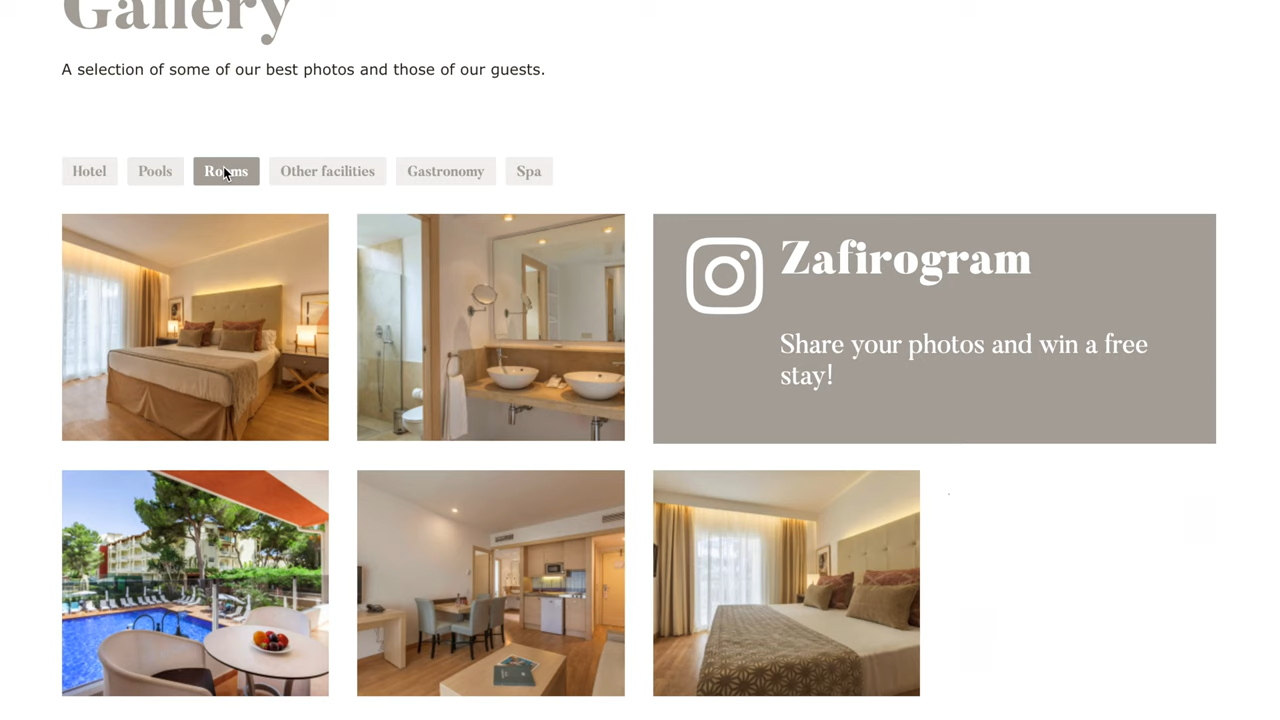 Gallery
A selection of some of our best photos and those of our guests.
Hotel Pools Rooms Other facilities Gastronomy Spa
Zafirogram
Share your photos and win a free
stay!